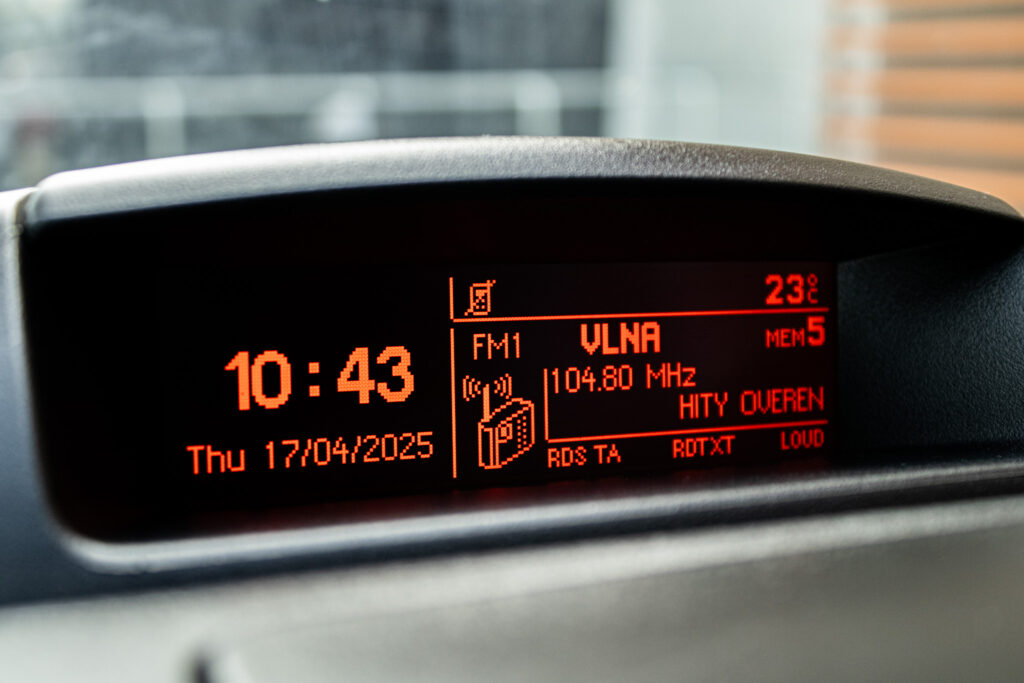 10:43
Thu 17/04/2025
23°C
FM1 VLNA MEM5
104.80 MHz
HITY OVEREN
RDS TA RDTXT LOUD